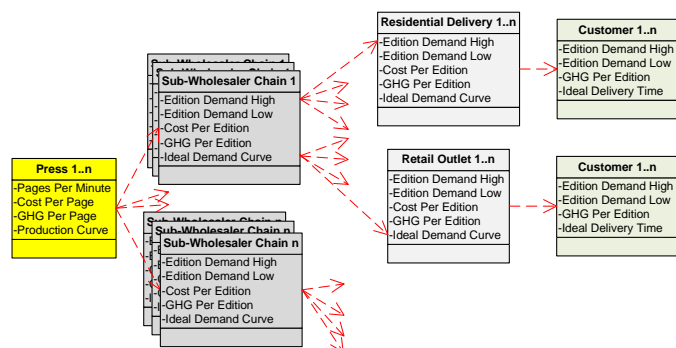 Press 1..n
-Pages Per Minute
-Cost Per Page
-GHG Per Page
-Production Curve
Sub-Wholesaler Chain 1
-Edition Demand High
-Edition Demand Low
-Cost Per Edition
-GHG Per Edition
-Ideal Demand Curve
Sub-Wholesaler Chain n
-Edition Demand High
-Edition Demand Low
-Cost Per Edition
-GHG Per Edition
-Ideal Demand Curve
Residential Delivery 1..n
-Edition Demand High
-Edition Demand Low
-Cost Per Edition
-GHG Per Edition
-Ideal Demand Curve
Customer 1..n
-Edition Demand High
-Edition Demand Low
-GHG Per Edition
-Ideal Delivery Time
Retail Outlet 1..n
-Edition Demand High
-Edition Demand Low
-Cost Per Edition
-GHG Per Edition
-Ideal Demand Curve
Customer 1..n
-Edition Demand High
-Edition Demand Low
-GHG Per Edition
-Ideal Delivery Time